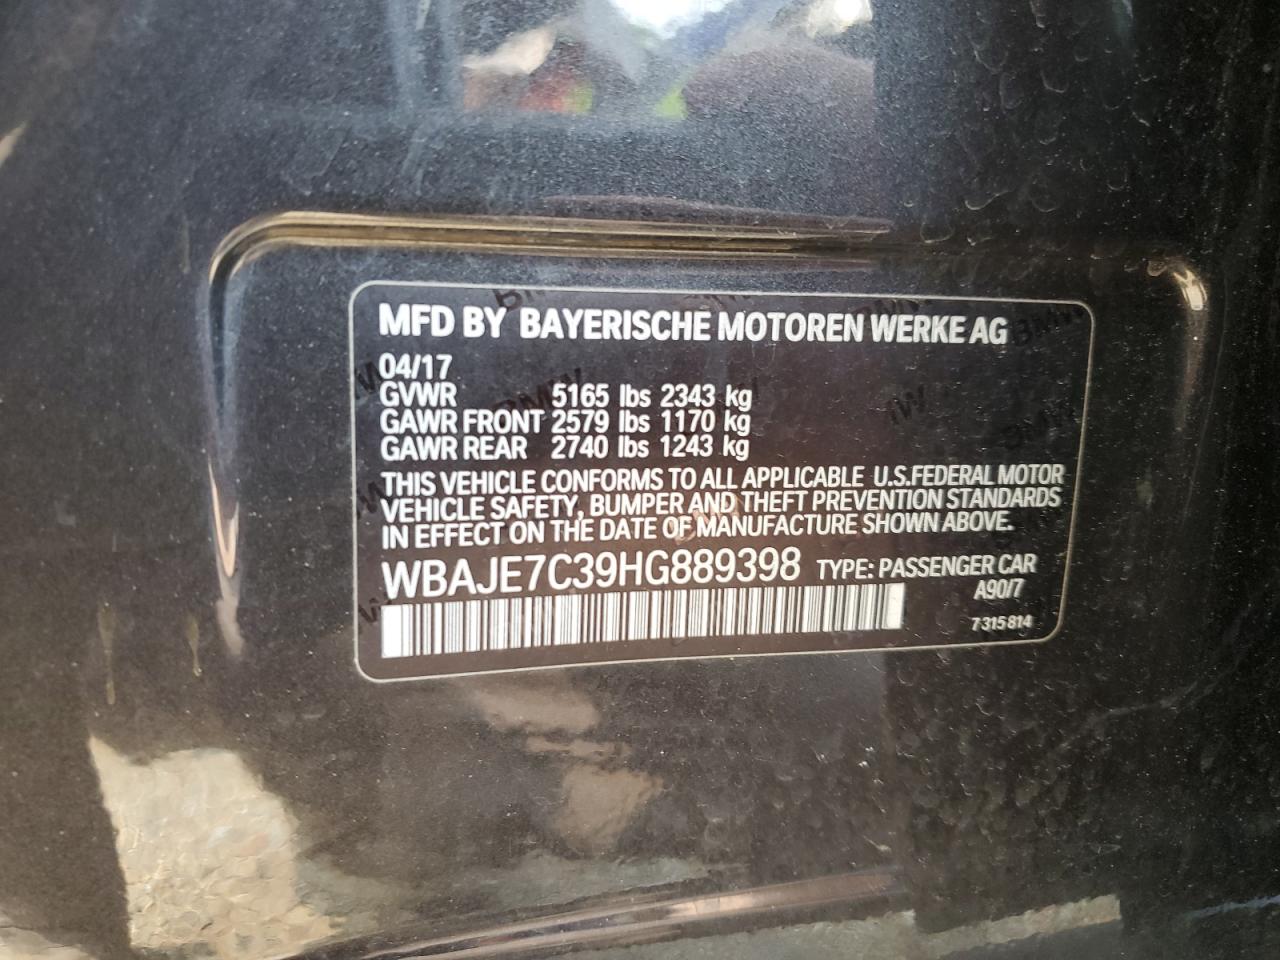 MFD BY BAYERISCHE MOTOREN WERKE AG
04/17
GVWR 5165 lbs 2343 kg
GAWR FRONT 2579 lbs 1170 kg
GAWR REAR 2740 lbs 1243 kg
THIS VEHICLE CONFORMS TO ALL APPLICABLE U.S.FEDERAL MOTOR
VEHICLE SAFETY, BUMPER AND THEFT PREVENTION STANDARDS
IN EFFECT ON THE DATE OF MANUFACTURE SHOWN ABOVE.
WBAJE7C39HG889398 TYPE: PASSENGER CAR
A90/7
7315814